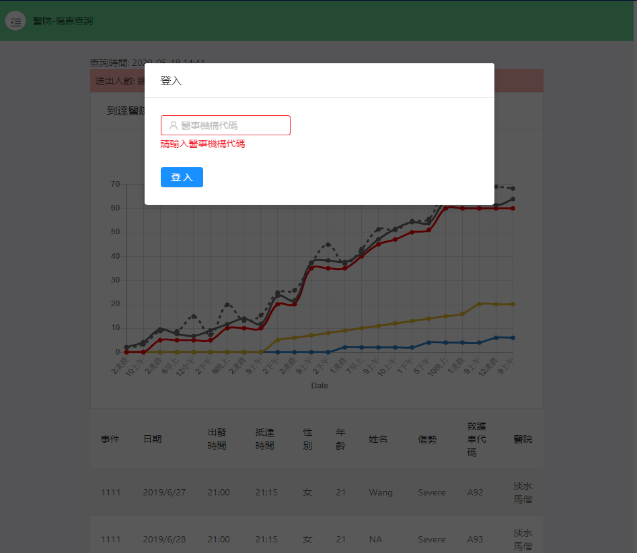 醫院-傷患查詢
查詢時間: 2020-05-19 14:41
送出人數:
登入
到達醫院
醫事機構代碼
請輸入醫事機構代碼
登 入
70
60
50
40
30
20
10
0
Date
事件 日期 出發時間 抵達時間 性別 年齡 姓名 傷勢 救護車代碼 醫院
1111 2019/6/27 21:00 21:15 女 21 Wang Severe A92 淡水馬偕
1111 2019/6/28 21:00 21:15 女 21 NA Severe A93 淡水馬偕